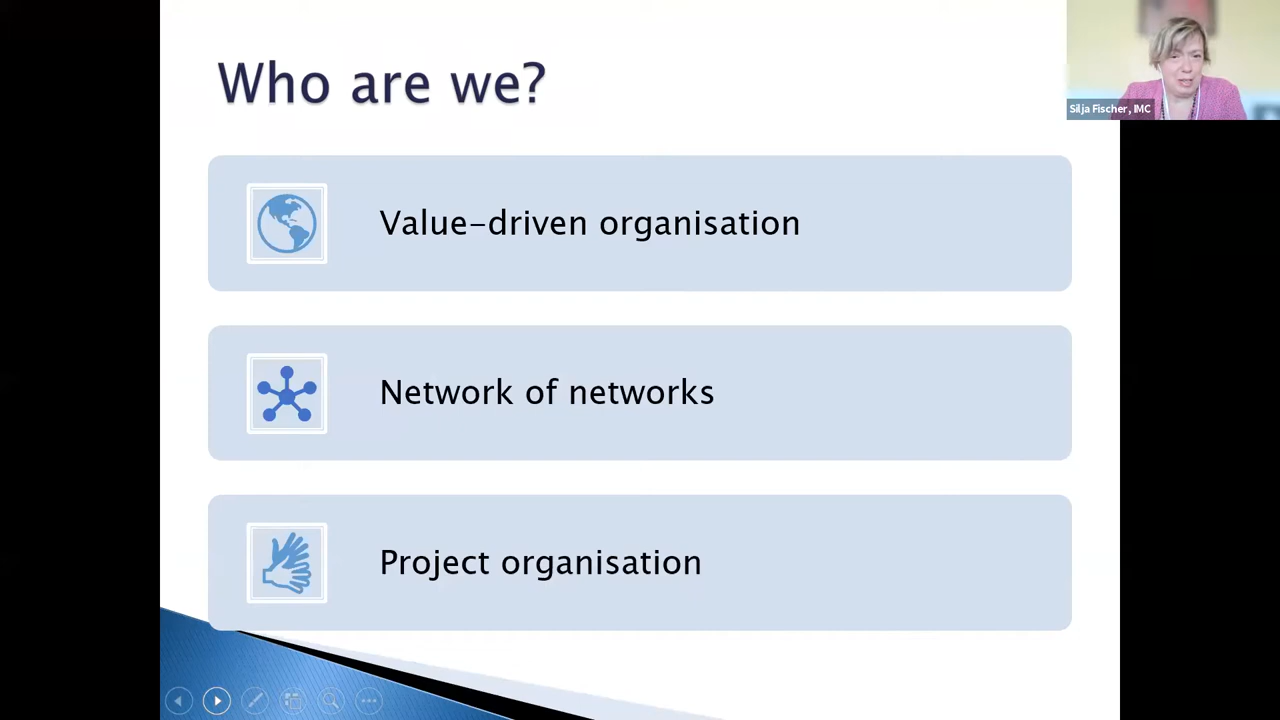 Who are we?
Silja Fischer, IMC
Value-driven organisation
Network of networks
Project organisation